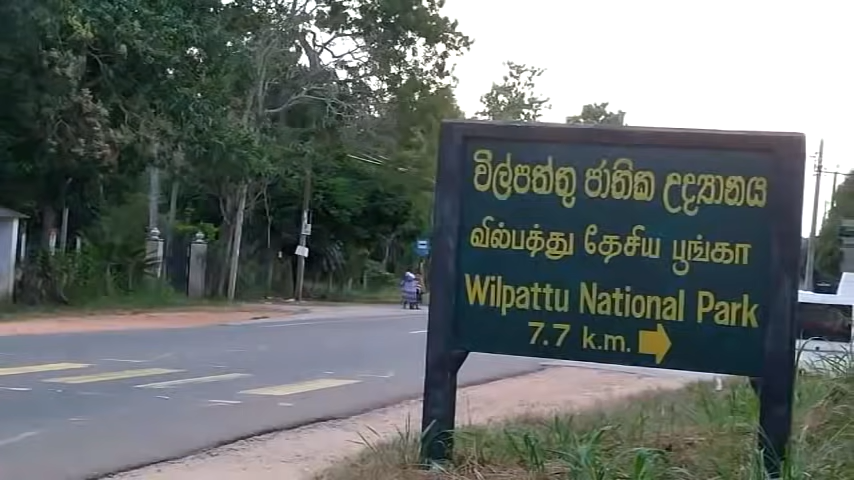 විල්පත්තු ජාතික උද්‍යානය
வில்பத்து தேசிய பூங்கா
Wilpattu National Park
7.7 k.m.